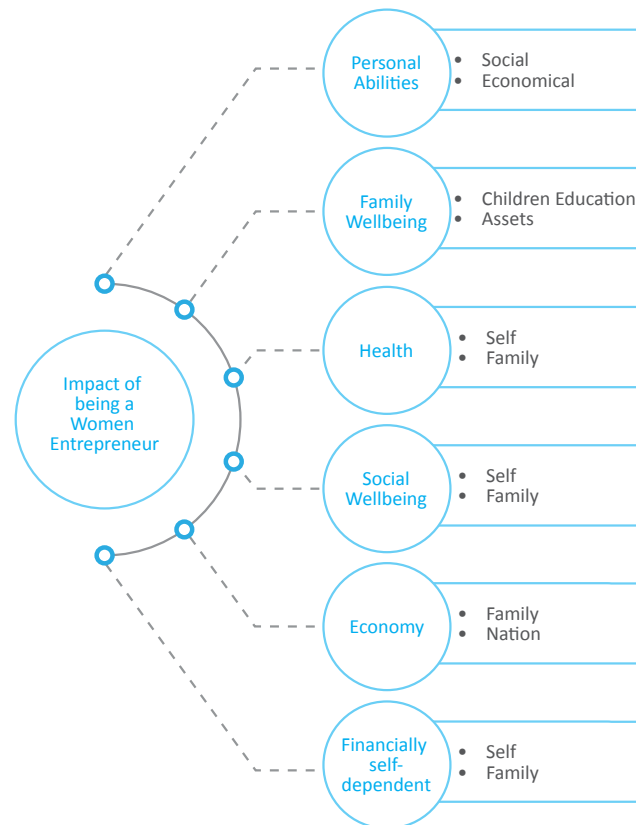 Personal
Abilities
• Social
• Economical
Family
Wellbeing
• Children Education
• Assets
Health
• Self
• Family
Impact of
being a
Women
Entrepreneur
Social
Wellbeing
• Self
• Family
Economy
• Family
• Nation
Financially
self-
dependent
• Self
• Family